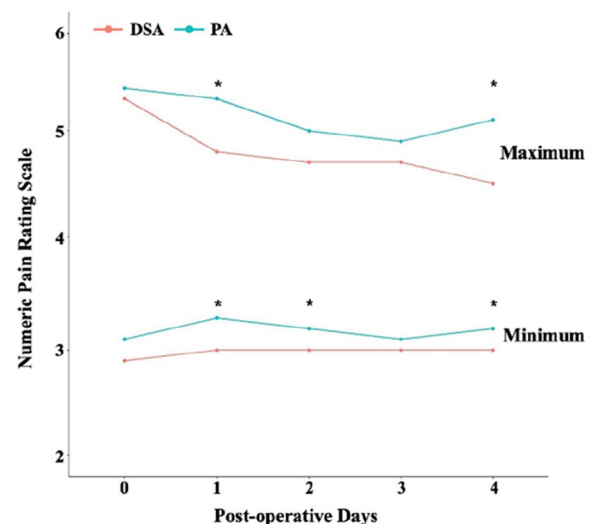 DSA PA
6
*
*
5
Maximum
4
*
*
*
Minimum
3
2
0 1 2 3 4
Post-operative Days
Numeric Pain Rating Scale